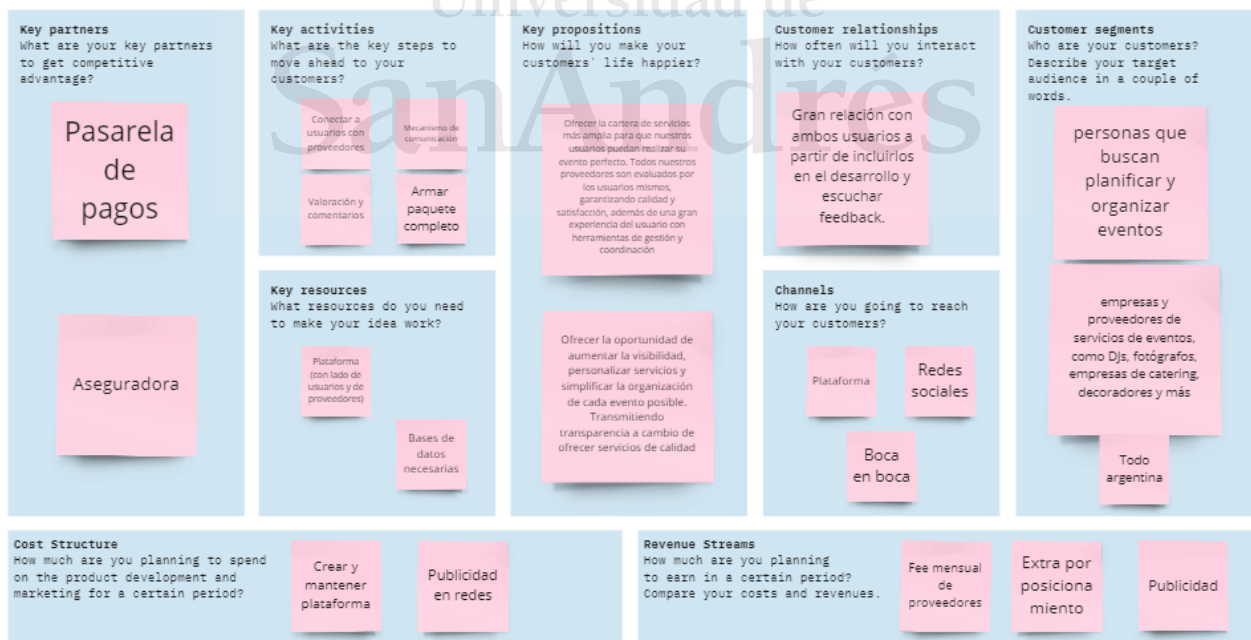 Universidad de
SanAndrés
Key partners
What are your key partners
to get competitive
advantage?
Pasarela
de
pagos
Aseguradora
Key activities
What are the key steps to
move ahead to your
customers?
Conectar a
usuarios con
proveedores
Mecanismo de
comunicación
Valoración y
comentarios
Armar
paquete
completo
Key resources
What resources do you need
to make your idea work?
Plataforma
(con lado de
usuarios y de
proveedores)
Bases de
datos
necesarias
Key propositions
How will you make your
customers' life happier?
Ofrecer la cartera de servicios
más amplia para que nuestros
usuarios puedan realizar su
evento perfecto. Todos nuestros
proveedores son evaluados por
los usuarios mismos,
garantizando calidad y
satisfacción, además de una gran
experiencia del usuario con
herramientas de gestión y
coordinación
Ofrecer la oportunidad de
aumentar la visibilidad,
personalizar servicios y
simplificar la organización
de cada evento posible.
Transmitiendo
transparencia a cambio de
ofrecer servicios de calidad
Customer relationships
How often will you interact
with your customers?
Gran relación con
ambos usuarios a
partir de incluirlos
en el desarrollo y
escuchar
feedback.
Channels
How are you going to reach
your customers?
Plataforma
Redes
sociales
Boca
en boca
Customer segments
Who are your customers?
Describe your target
audience in a couple of
words.
personas que
buscan
planificar y
organizar
eventos
empresas y
proveedores de
servicios de eventos,
como DJs, fotógrafos,
empresas de catering,
decoradores y más
Todo
argentina
Cost Structure
How much are you planning to spend
on the product development and
marketing for a certain period?
Crear y
mantener
plataforma
Publicidad
en redes
Revenue Streams
How much are you planning
to earn in a certain period?
Compare your costs and revenues.
Fee mensual
de
proveedores
Extra por
posiciona
miento
Publicidad